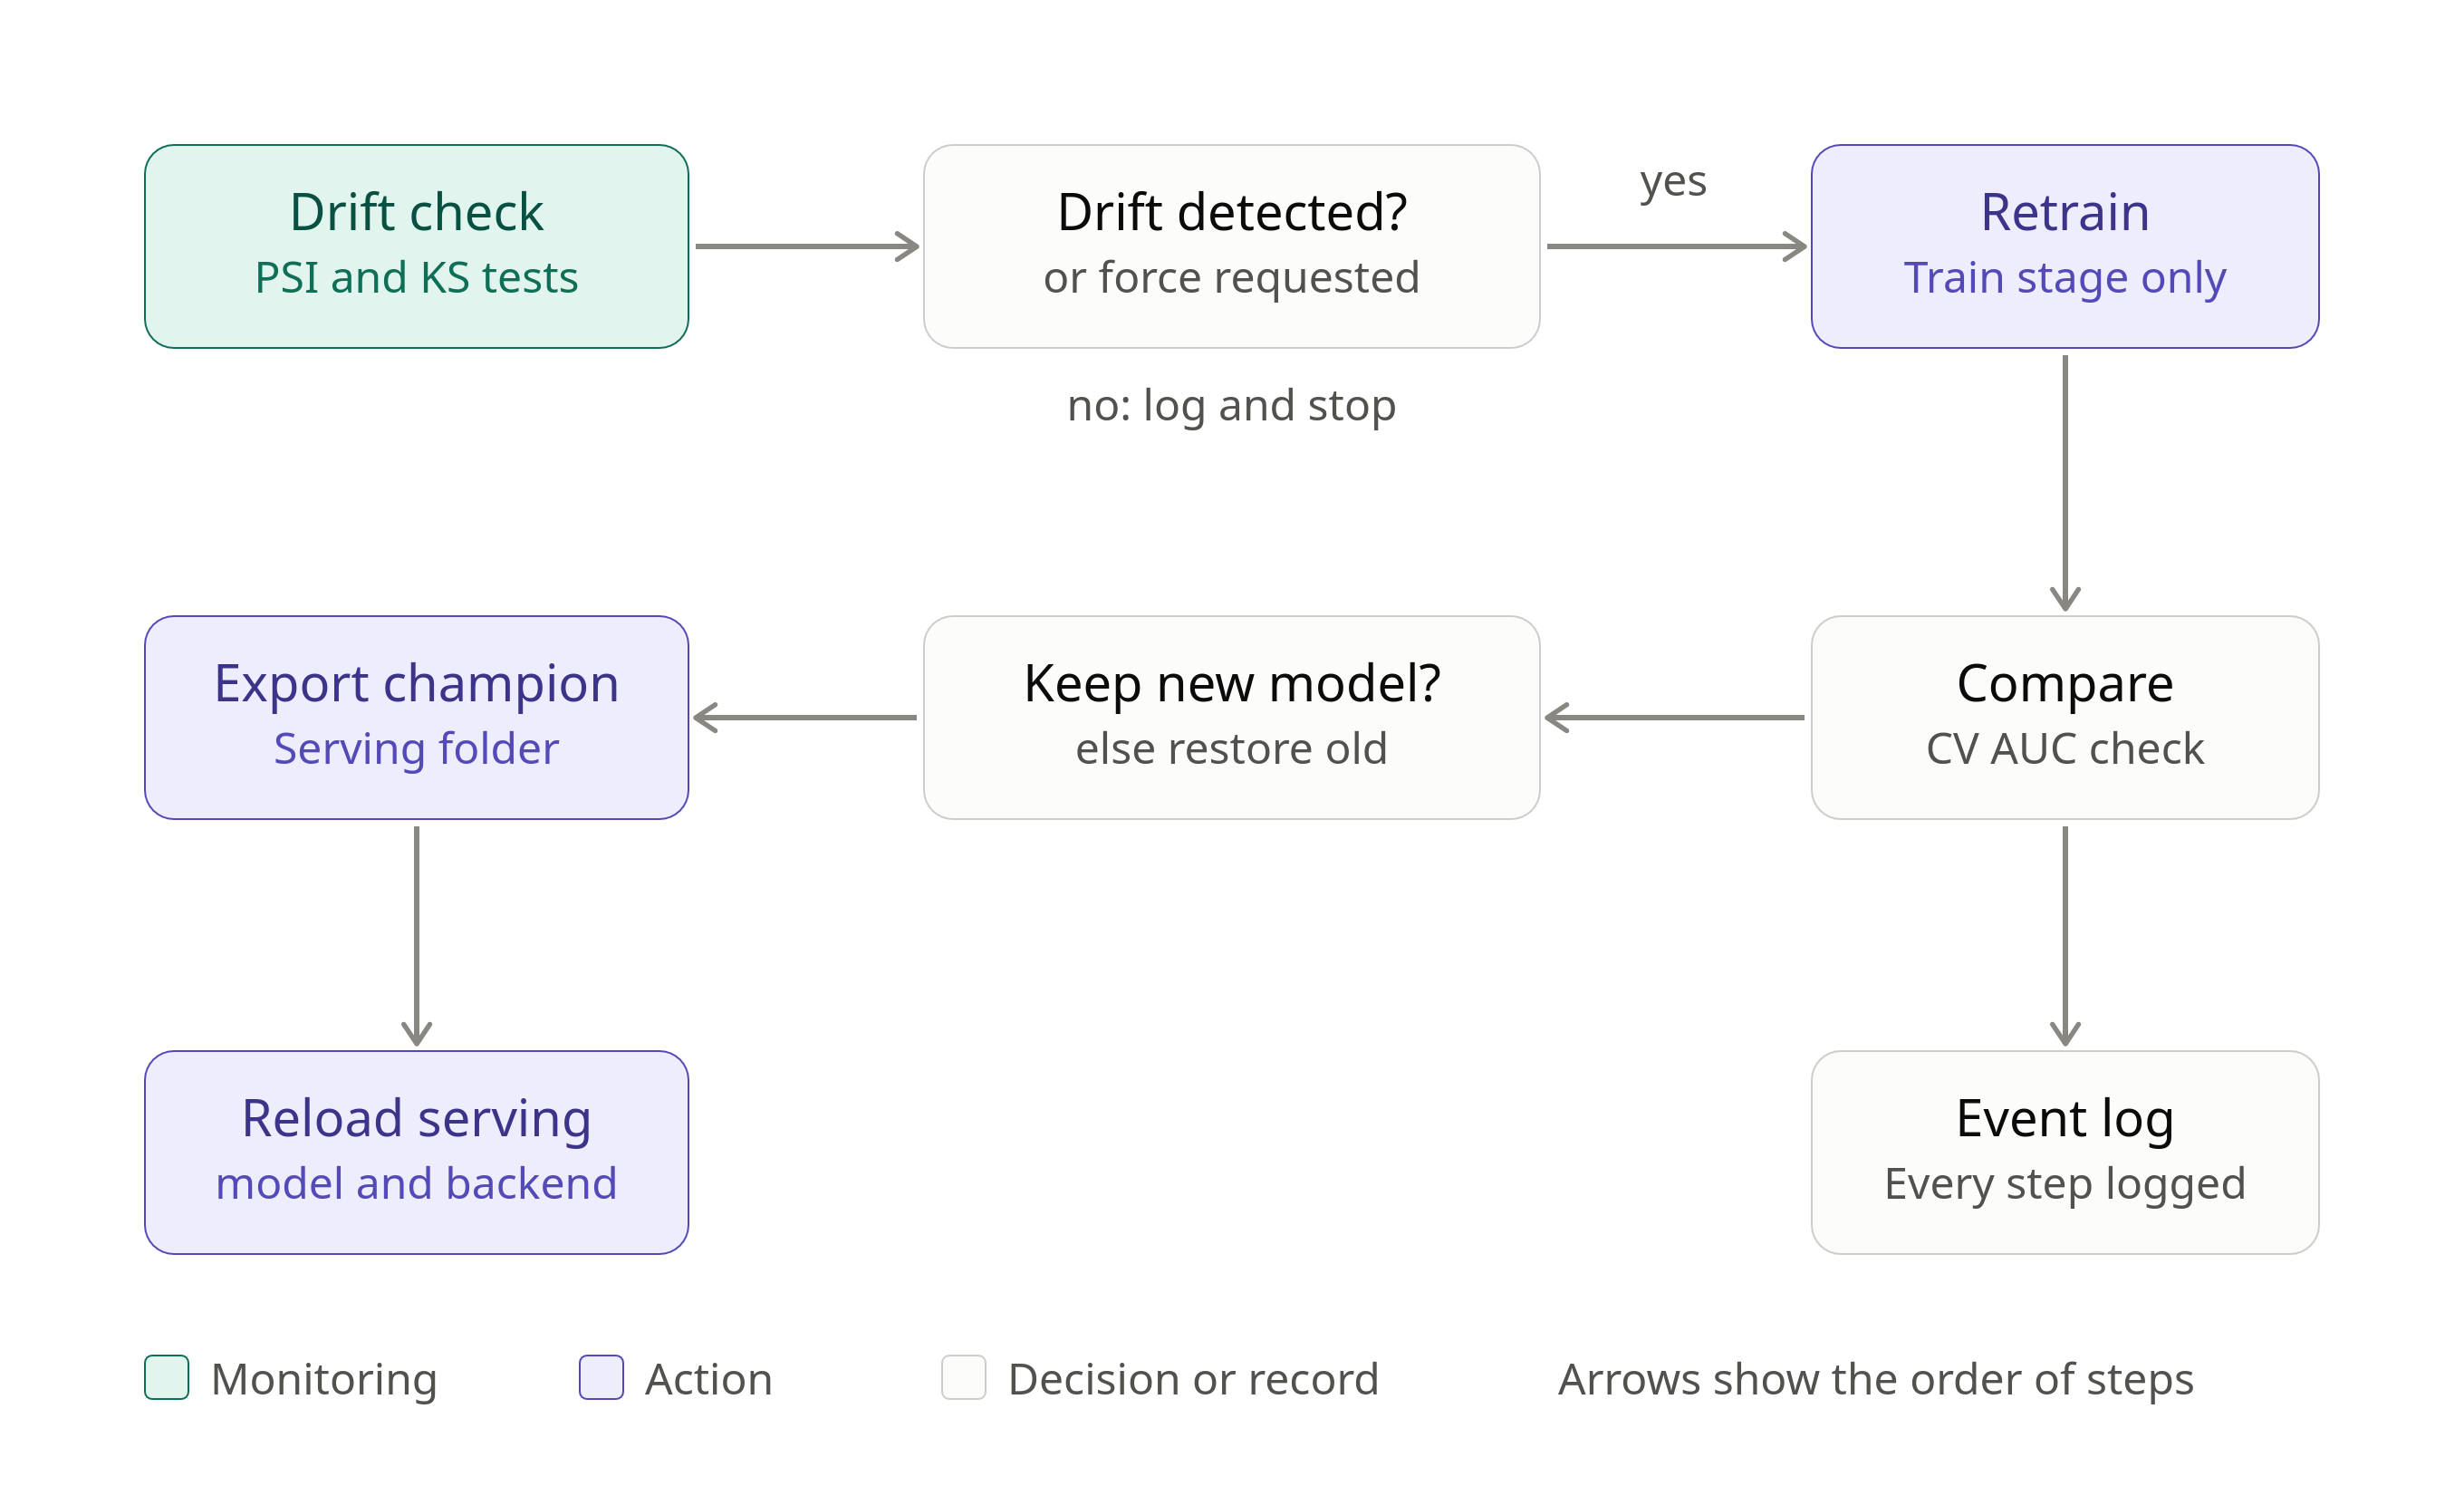 Drift check
PSI and KS tests
Drift detected?
or force requested
yes
Retrain
Train stage only
no: log and stop
Export champion
Serving folder
Keep new model?
else restore old
Compare
CV AUC check
Reload serving
model and backend
Event log
Every step logged
Monitoring
Action
Decision or record
Arrows show the order of steps